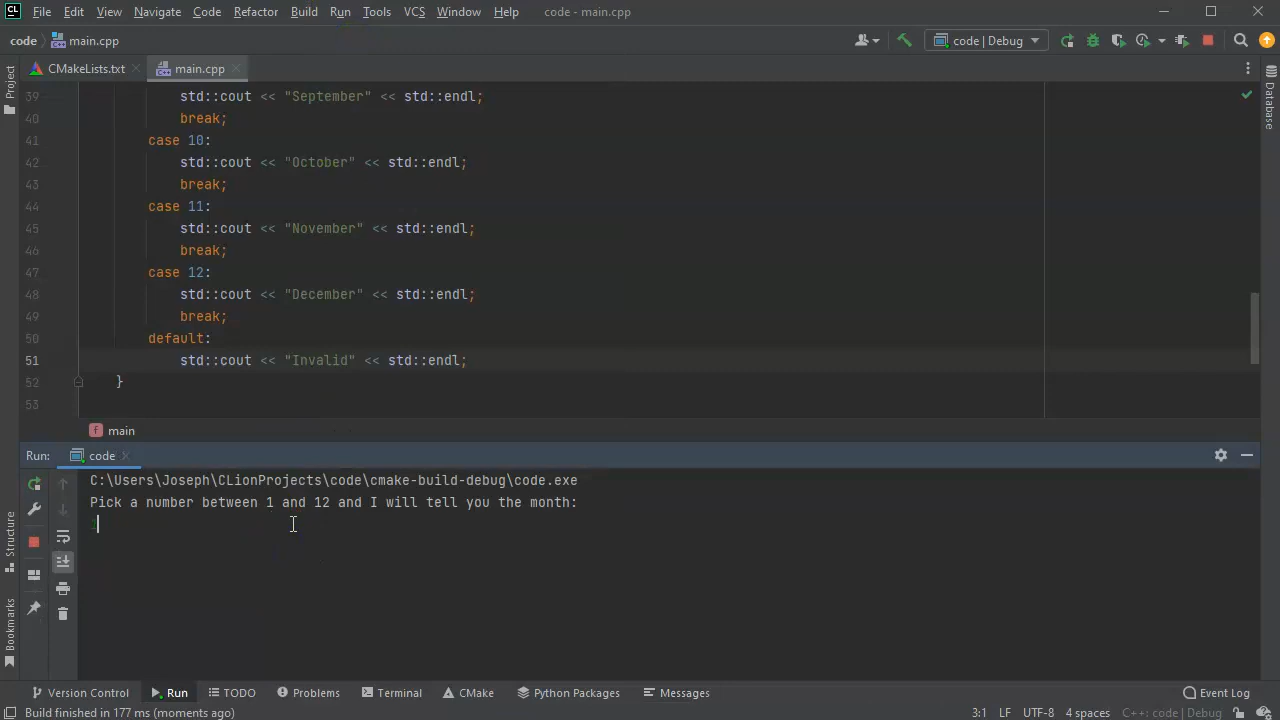 CL File Edit View Navigate Code Refactor Build Run Tools VCS Window Help code - main.cpp
code main.cpp code | Debug
CMakeLists.txt main.cpp
Project
Database
39 std::cout << "September" << std::endl;
40 break;
41 case 10:
42 std::cout << "October" << std::endl;
43 break;
44 case 11:
45 std::cout << "November" << std::endl;
46 break;
47 case 12:
48 std::cout << "December" << std::endl;
49 break;
50 default:
51 std::cout << "Invalid" << std::endl;
52 }
53
f main
Run: code
C:\Users\Joseph\CLionProjects\code\cmake-build-debug\code.exe
Pick a number between 1 and 12 and I will tell you the month:
Structure
Bookmarks
Version Control Run TODO Problems Terminal CMake Python Packages Messages Event Log
Build finished in 177 ms (moments ago) 3:1 LF UTF-8 4 spaces C++: code | Debug